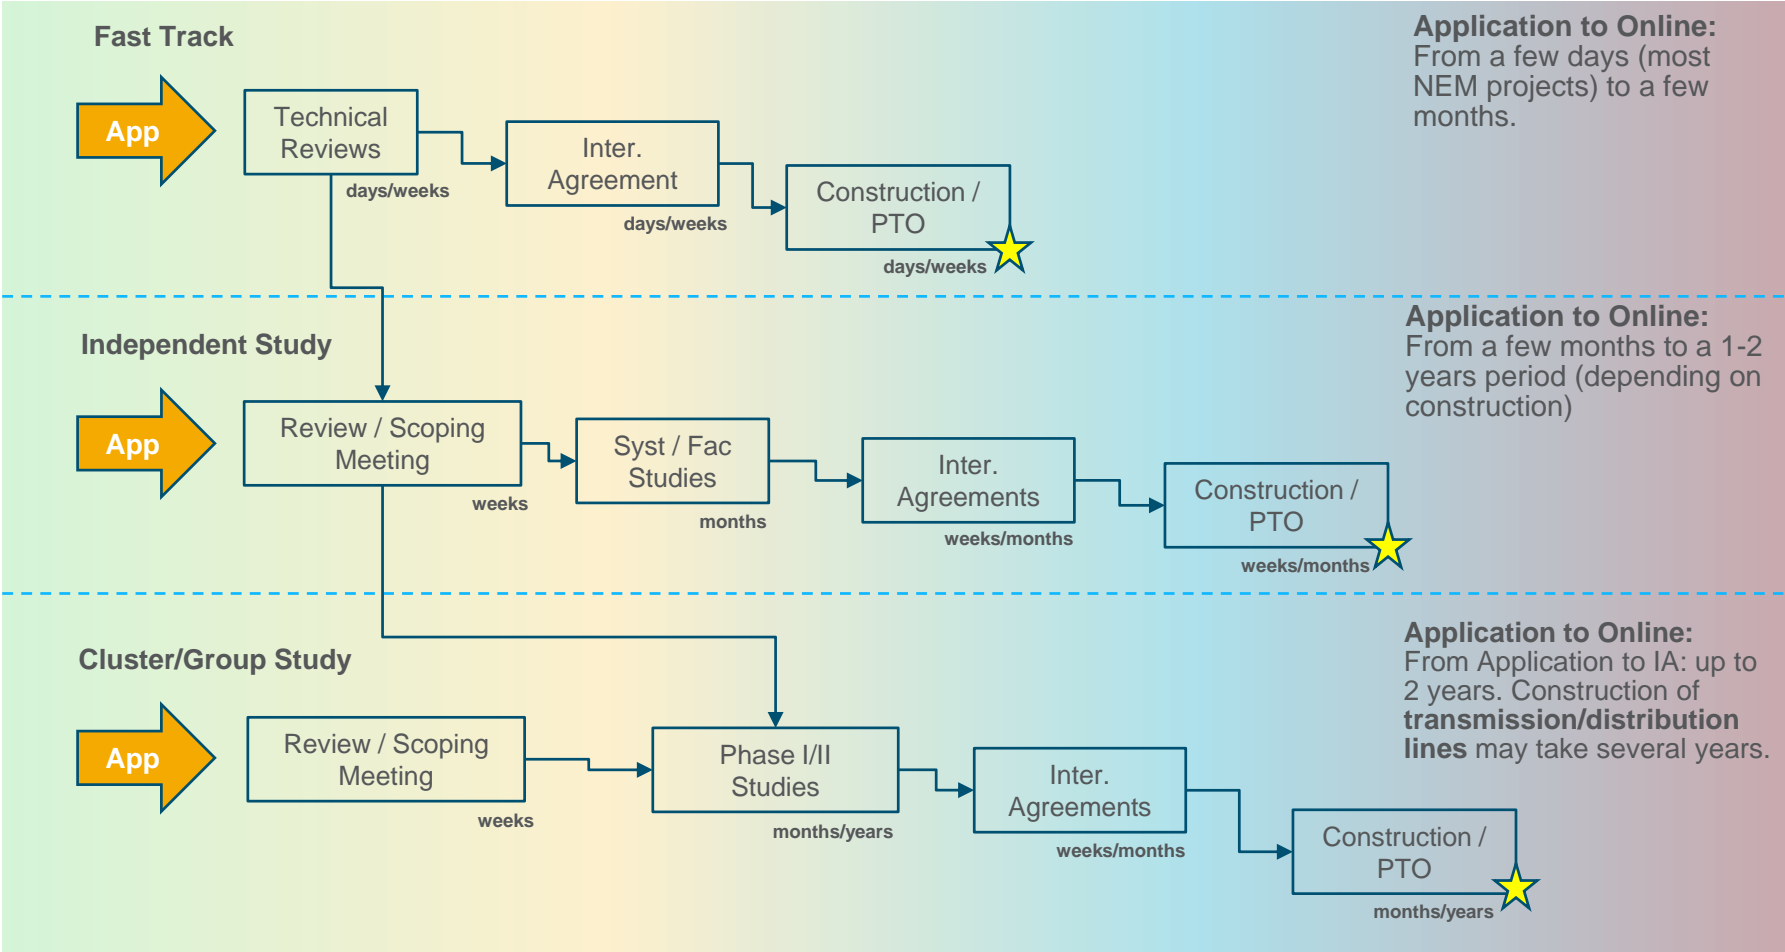 Fast Track
App
Technical
Reviews
days/weeks
Inter.
Agreement
days/weeks
Construction /
PTO
days/weeks
Application to Online:
From a few days (most
NEM projects) to a few
months.
Independent Study
App
Review / Scoping
Meeting
weeks
Syst / Fac
Studies
months
Inter.
Agreements
weeks/months
Construction /
PTO
weeks/months
Application to Online:
From a few months to a 1-2
years period (depending on
construction)
Cluster/Group Study
App
Review / Scoping
Meeting
weeks
Phase I/II
Studies
months/years
Inter.
Agreements
weeks/months
Construction /
PTO
months/years
Application to Online:
From Application to IA: up to
2 years. Construction of
transmission/distribution
lines may take several years.